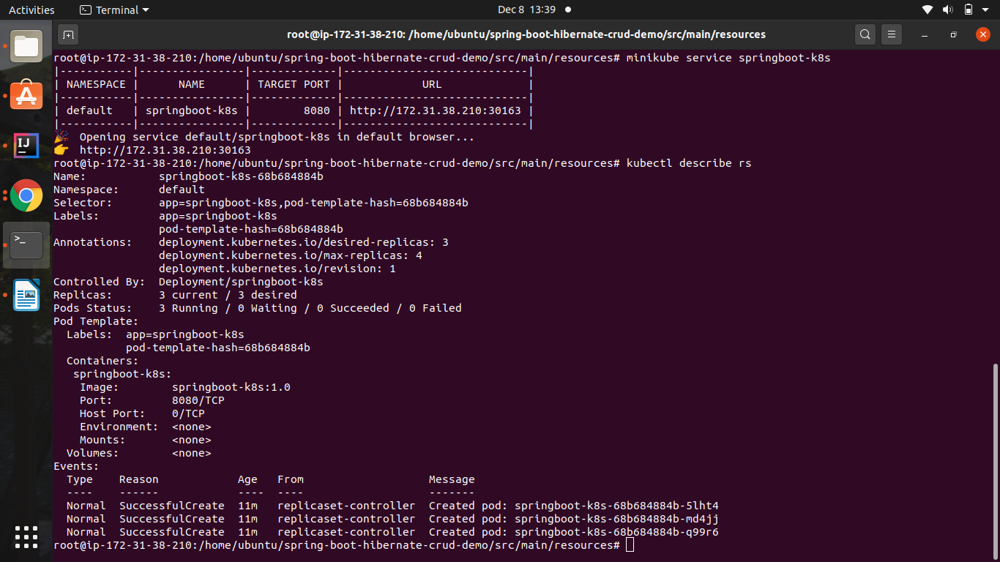 Activities
Terminal
Dec 8 13:39
root@ip-172-31-38-210: /home/ubuntu/spring-boot-hibernate-crud-demo/src/main/resources
root@ip-172-31-38-210:/home/ubuntu/spring-boot-hibernate-crud-demo/src/main/resources# minikube service springboot-k8s
|-----------|----------------|-------------|----------------------------|
| NAMESPACE |      NAME      | TARGET PORT |            URL             |
|-----------|----------------|-------------|----------------------------|
| default   | springboot-k8s |        8080 | http://172.31.38.210:30163 |
|-----------|----------------|-------------|----------------------------|
🎉  Opening service default/springboot-k8s in default browser...
👉  http://172.31.38.210:30163
root@ip-172-31-38-210:/home/ubuntu/spring-boot-hibernate-crud-demo/src/main/resources# kubectl describe rs
Name:           springboot-k8s-68b684884b
Namespace:      default
Selector:       app=springboot-k8s,pod-template-hash=68b684884b
Labels:         app=springboot-k8s
                pod-template-hash=68b684884b
Annotations:    deployment.kubernetes.io/desired-replicas: 3
                deployment.kubernetes.io/max-replicas: 4
                deployment.kubernetes.io/revision: 1
Controlled By:  Deployment/springboot-k8s
Replicas:       3 current / 3 desired
Pods Status:    3 Running / 0 Waiting / 0 Succeeded / 0 Failed
Pod Template:
  Labels:  app=springboot-k8s
           pod-template-hash=68b684884b
  Containers:
   springboot-k8s:
    Image:        springboot-k8s:1.0
    Port:         8080/TCP
    Host Port:    0/TCP
    Environment:  <none>
    Mounts:       <none>
  Volumes:        <none>
Events:
  Type    Reason            Age   From                   Message
  ----    ------            ----  ----                   -------
  Normal  SuccessfulCreate  11m   replicaset-controller  Created pod: springboot-k8s-68b684884b-5lht4
  Normal  SuccessfulCreate  11m   replicaset-controller  Created pod: springboot-k8s-68b684884b-md4jj
  Normal  SuccessfulCreate  11m   replicaset-controller  Created pod: springboot-k8s-68b684884b-q99r6
root@ip-172-31-38-210:/home/ubuntu/spring-boot-hibernate-crud-demo/src/main/resources#
IJ
>_